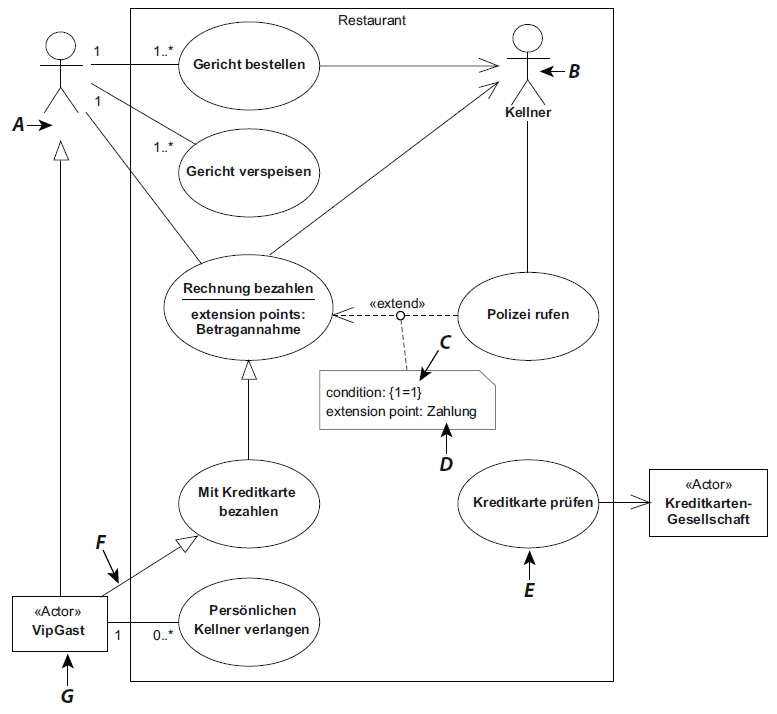 Restaurant
1
1..*
Gericht bestellen
B
Kellner
A
1
1..*
Gericht verspeisen
Rechnung bezahlen
extension points:
Betragannahme
«extend»
Polizei rufen
C
condition: {1=1}
extension point: Zahlung
D
Mit Kreditkarte
bezahlen
Kreditkarte prüfen
«Actor»
Kreditkarten-
Gesellschaft
F
E
«Actor»
VipGast
1
0..*
Persönlichen
Kellner verlangen
G